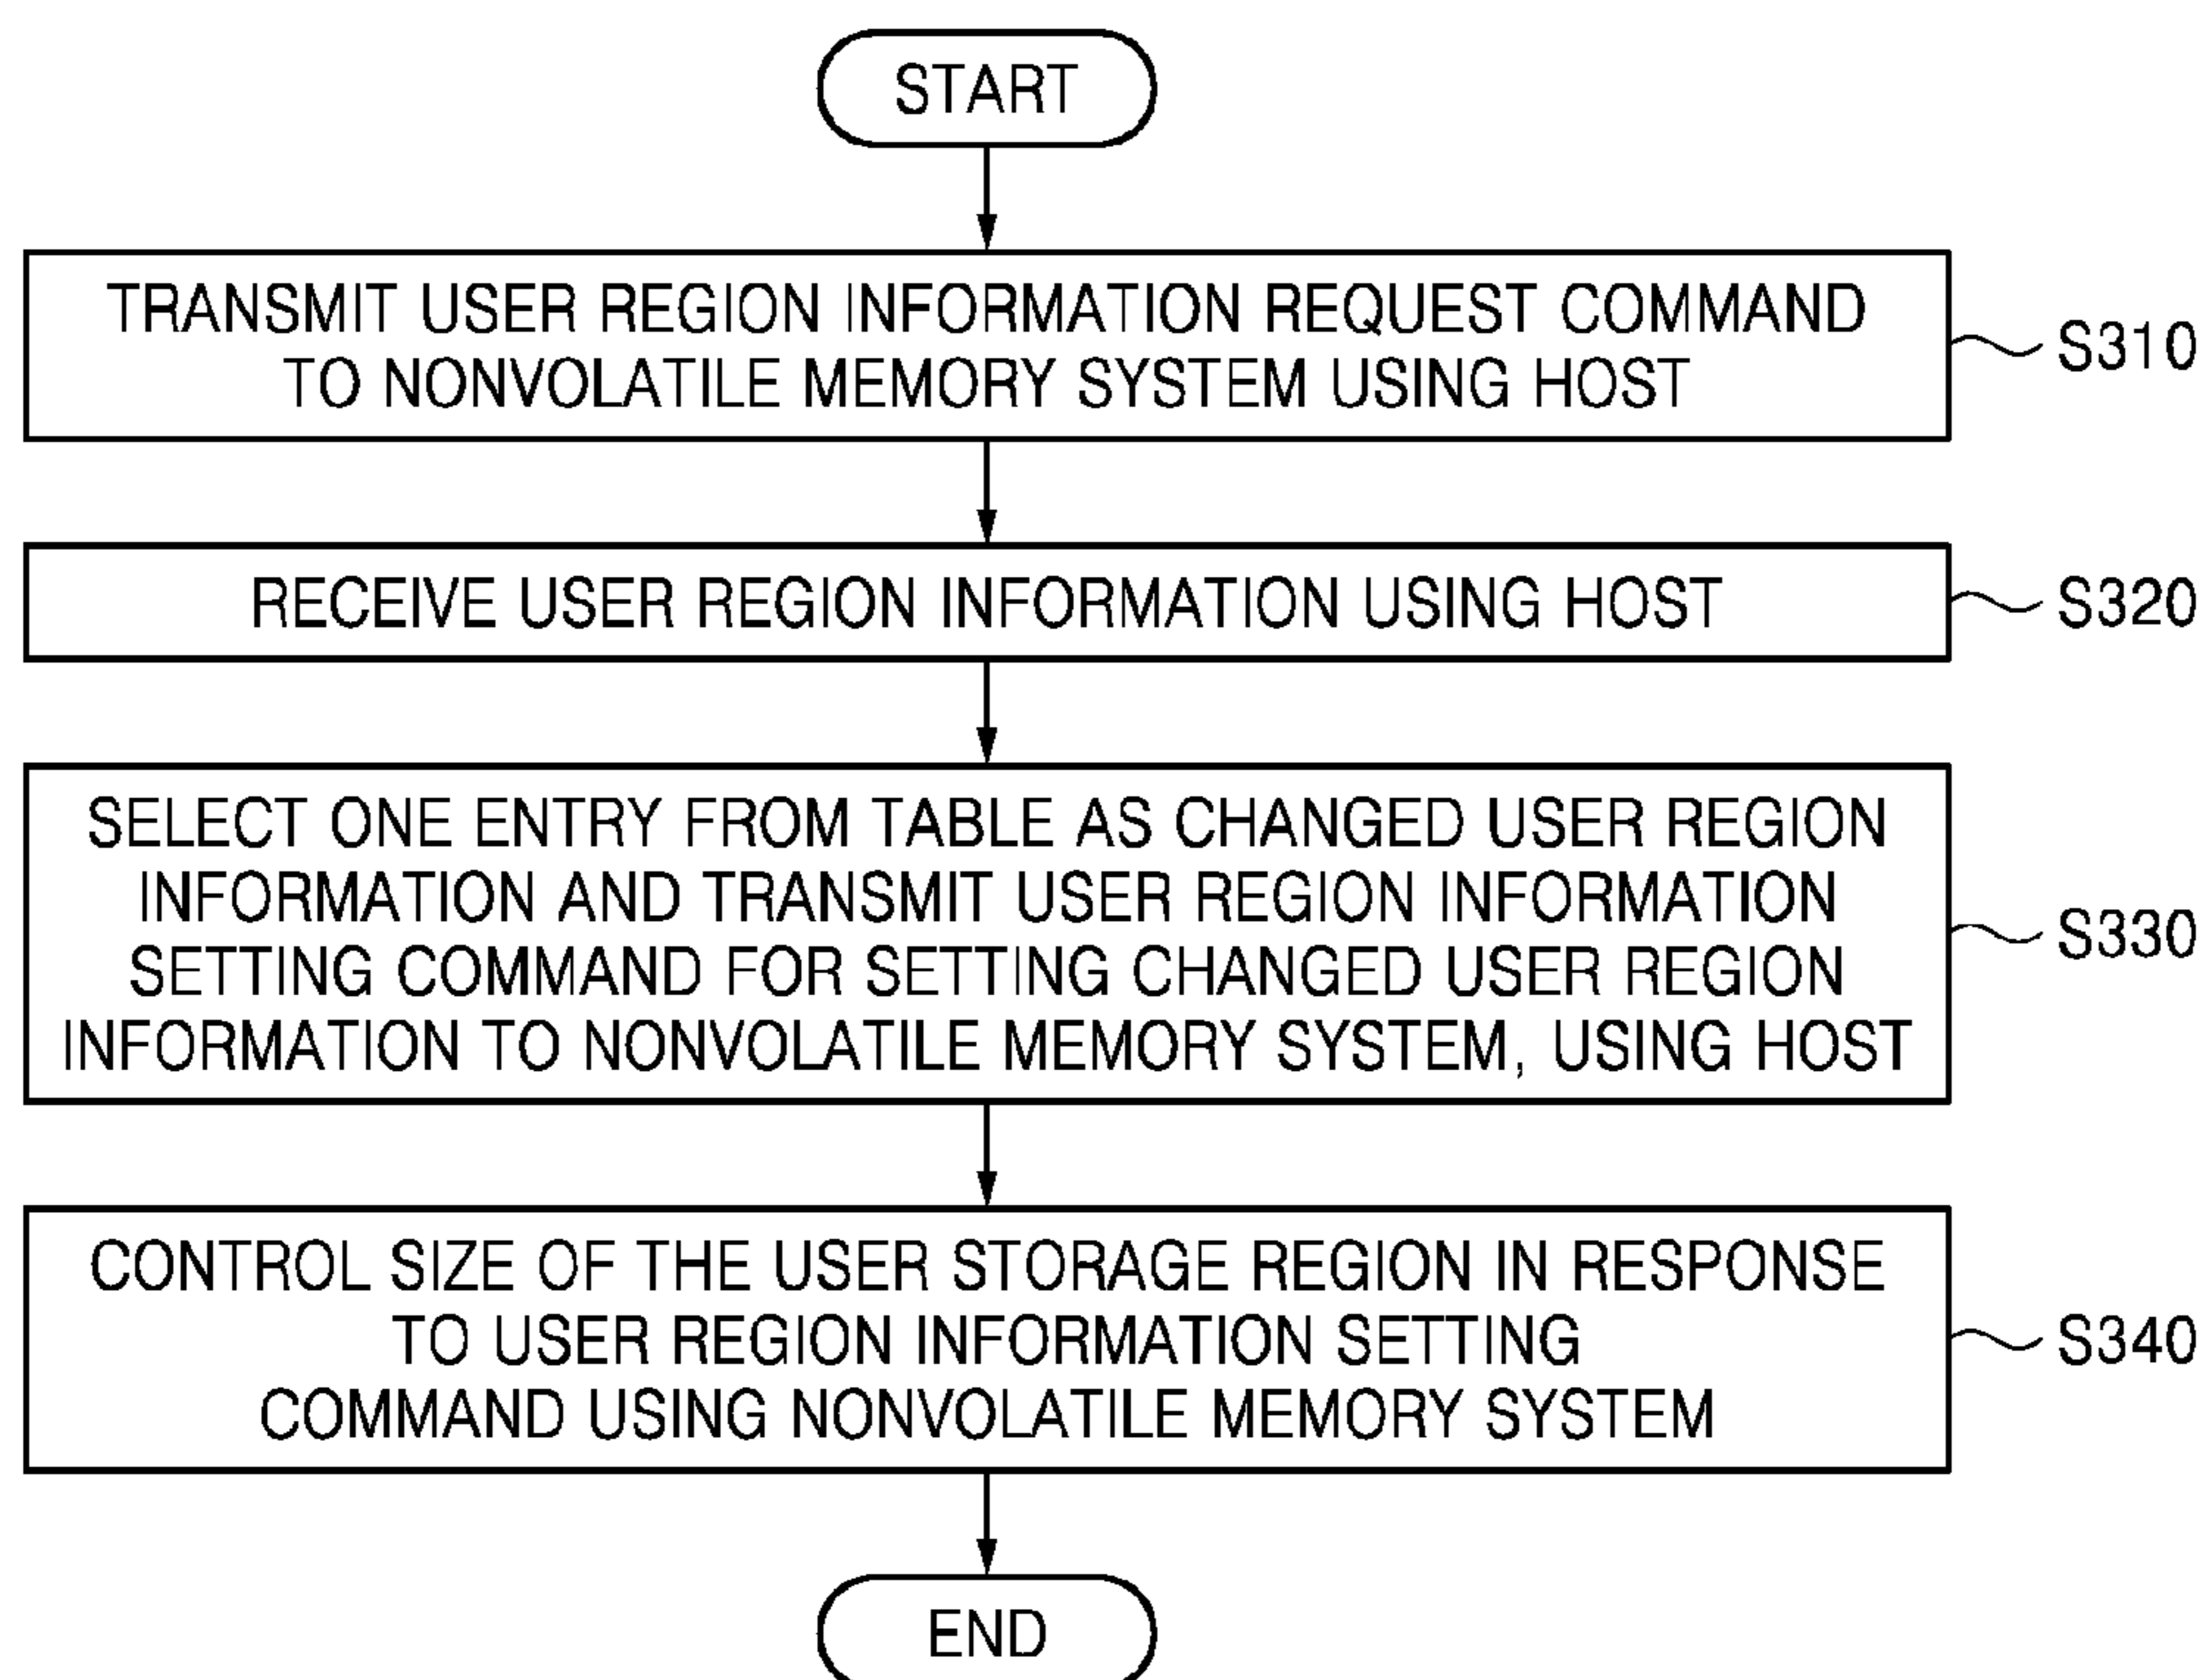 START
TRANSMIT USER REGION INFORMATION REQUEST COMMAND
TO NONVOLATILE MEMORY SYSTEM USING HOST
S310
RECEIVE USER REGION INFORMATION USING HOST
S320
SELECT ONE ENTRY FROM TABLE AS CHANGED USER REGION
INFORMATION AND TRANSMIT USER REGION INFORMATION
SETTING COMMAND FOR SETTING CHANGED USER REGION
INFORMATION TO NONVOLATILE MEMORY SYSTEM, USING HOST
S330
CONTROL SIZE OF THE USER STORAGE REGION IN RESPONSE
TO USER REGION INFORMATION SETTING
COMMAND USING NONVOLATILE MEMORY SYSTEM
S340
END